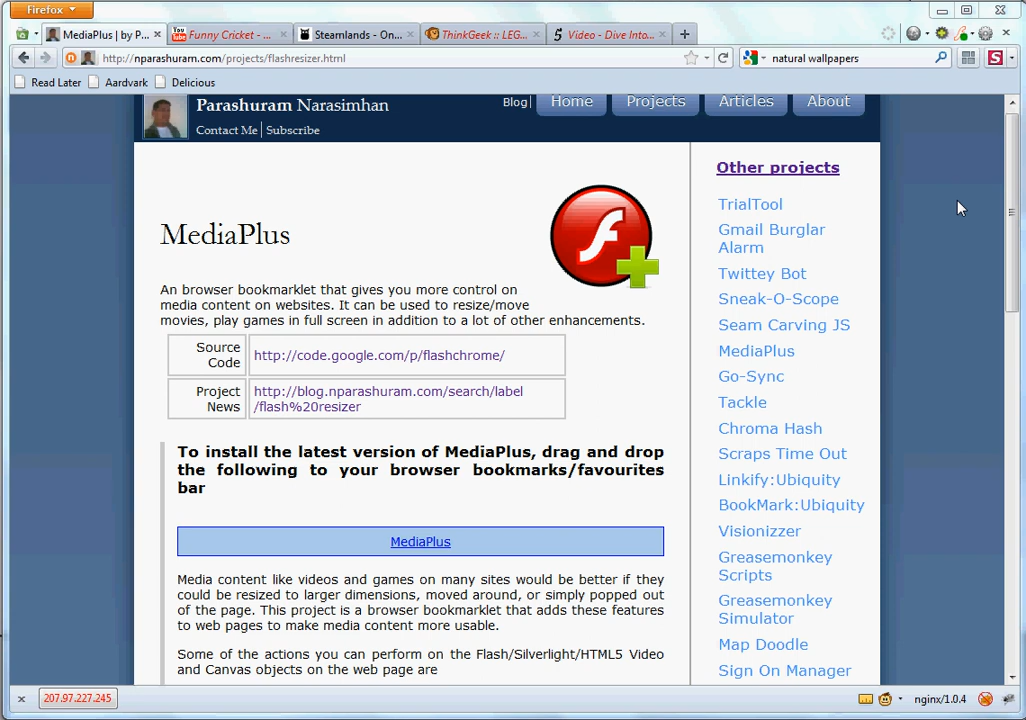 Firefox
MediaPlus | by P...
You Tube
Funny Cricket - ...
Steamlands - On...
ThinkGeek :: LEG...
5
Video - Dive Into...
http://nparashuram.com/projects/flashresizer.html
natural wallpapers
S
Read Later
Aardvark
Delicious
Parashuram Narasimhan
Contact Me
Subscribe
Blog
Home
Projects
Articles
About
MediaPlus
An browser bookmarklet that gives you more control on
media content on websites. It can be used to resize/move
movies, play games in full screen in addition to a lot of other enhancements.
Source
Code
http://code.google.com/p/flashchrome/
Project
News
http://blog.nparashuram.com/search/label
/flash%20resizer
To install the latest version of MediaPlus, drag and drop
the following to your browser bookmarks/favourites
bar
MediaPlus
Media content like videos and games on many sites would be better if they
could be resized to larger dimensions, moved around, or simply popped out
of the page. This project is a browser bookmarklet that adds these features
to web pages to make media content more usable.
Some of the actions you can perform on the Flash/Silverlight/HTML5 Video
and Canvas objects on the web page are
Other projects
TrialTool
Gmail Burglar
Alarm
Twittey Bot
Sneak-O-Scope
Seam Carving JS
MediaPlus
Go-Sync
Tackle
Chroma Hash
Scraps Time Out
Linkify:Ubiquity
BookMark:Ubiquity
Visionizzer
Greasemonkey
Scripts
Greasemonkey
Simulator
Map Doodle
Sign On Manager
207.97.227.245
nginx/1.0.4